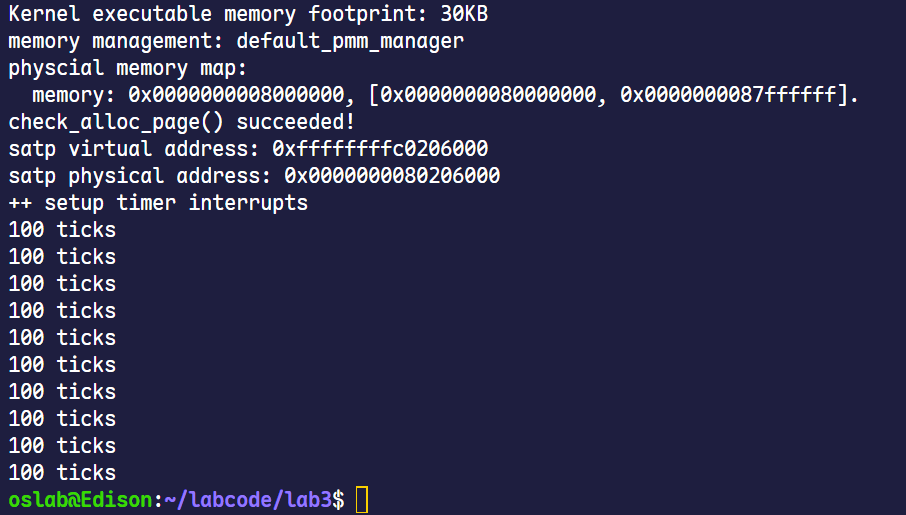 Kernel executable memory footprint: 30KB
memory management: default_pmm_manager
physcial memory map:
  memory: 0x0000000008000000, [0x0000000080000000, 0x0000000087ffffff].
check_alloc_page() succeeded!
satp virtual address: 0xffffffffc0206000
satp physical address: 0x0000000080206000
++ setup timer interrupts
100 ticks
100 ticks
100 ticks
100 ticks
100 ticks
100 ticks
100 ticks
100 ticks
100 ticks
100 ticks
oslab@Edison:~/labcode/lab3$